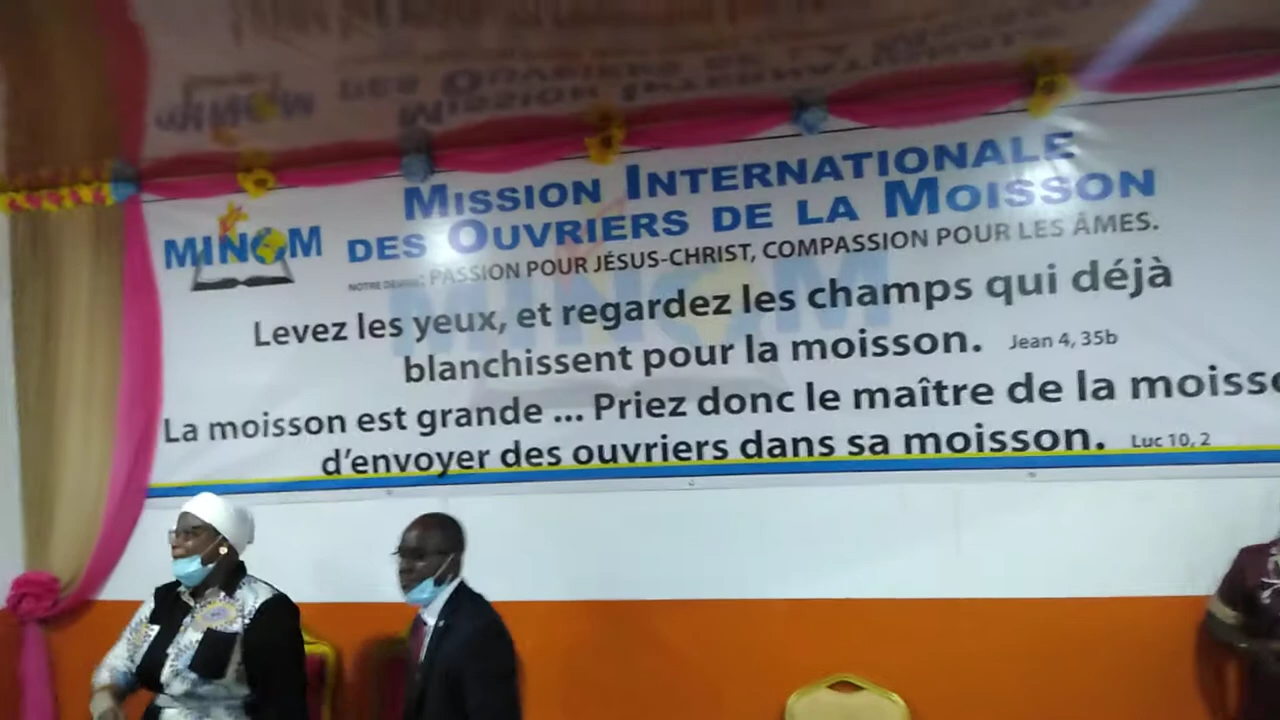 MISSION INTERNATIONALE
DES OUVRIERS DE LA MOISSON
MINOM
NOTRE DEVISE: PASSION POUR JÉSUS-CHRIST, COMPASSION POUR LES ÂMES.
Levez les yeux, et regardez les champs qui déjà
blanchissent pour la moisson. Jean 4, 35b
La moisson est grande ... Priez donc le maître de la
d'envoyer des ouvriers dans sa moisson. Luc 10, 2